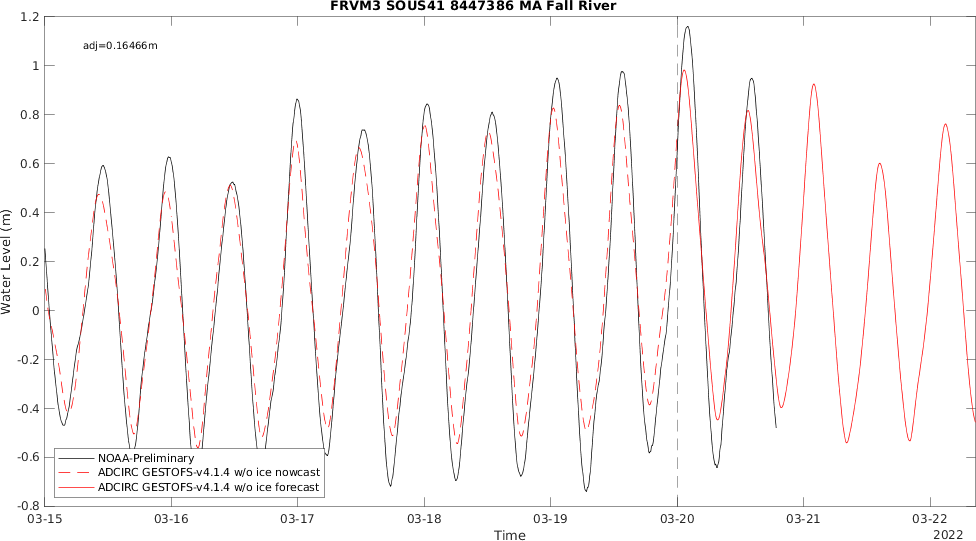 FRVM3 SOUS41 8447386 MA Fall River
1.2
1
0.8
0.6
0.4
0.2
0
-0.2
-0.4
-0.6
-0.8
Water Level (m)
adj=0.16466m
NOAA-Preliminary
ADCIRC GESTOFS-v4.1.4 w/o ice nowcast
ADCIRC GESTOFS-v4.1.4 w/o ice forecast
03-15 03-16 03-17 03-18 03-19 03-20 03-21 03-22
Time
2022